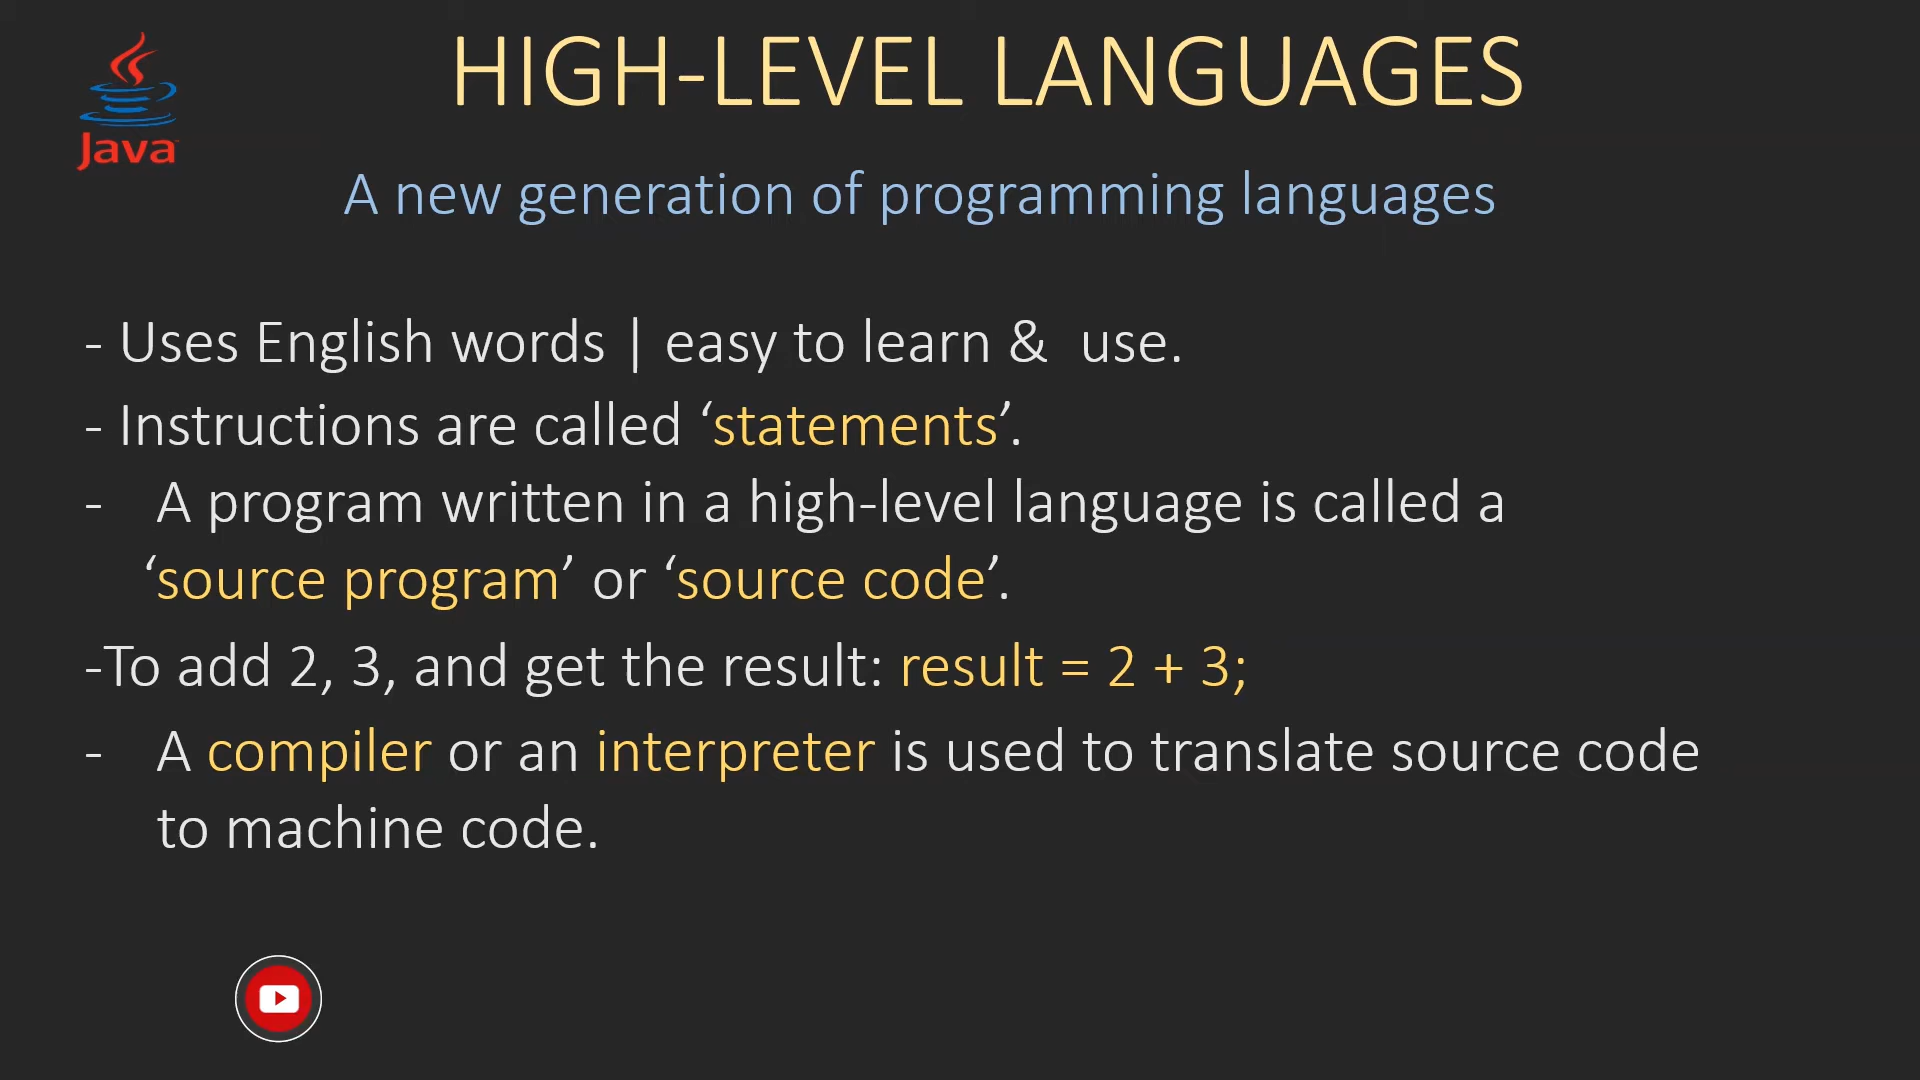 HIGH-LEVEL LANGUAGES
Java
A new generation of programming languages
- Uses English words | easy to learn &  use.
- Instructions are called ‘statements’.
- A program written in a high-level language is called a
‘source program’ or ‘source code’.
-To add 2, 3, and get the result: result = 2 + 3;
- A compiler or an interpreter is used to translate source code
to machine code.